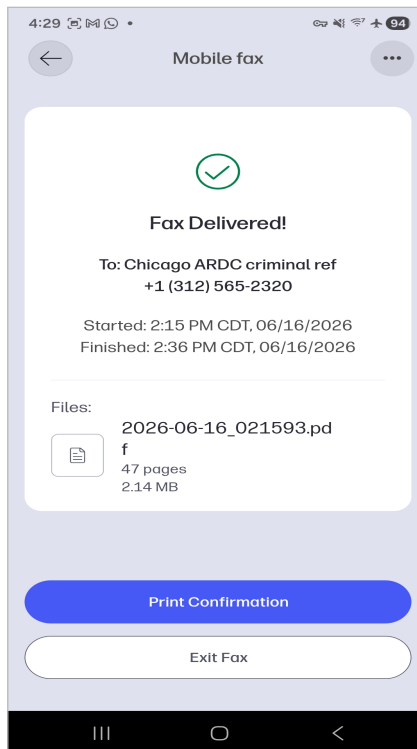 4:29
94
Mobile fax
Fax Delivered!
To: Chicago ARDC criminal ref
+1 (312) 565-2320
Started: 2:15 PM CDT, 06/16/2026
Finished: 2:36 PM CDT, 06/16/2026
Files:
2026-06-16_021593.pd
f
47 pages
2.14 MB
Print Confirmation
Exit Fax